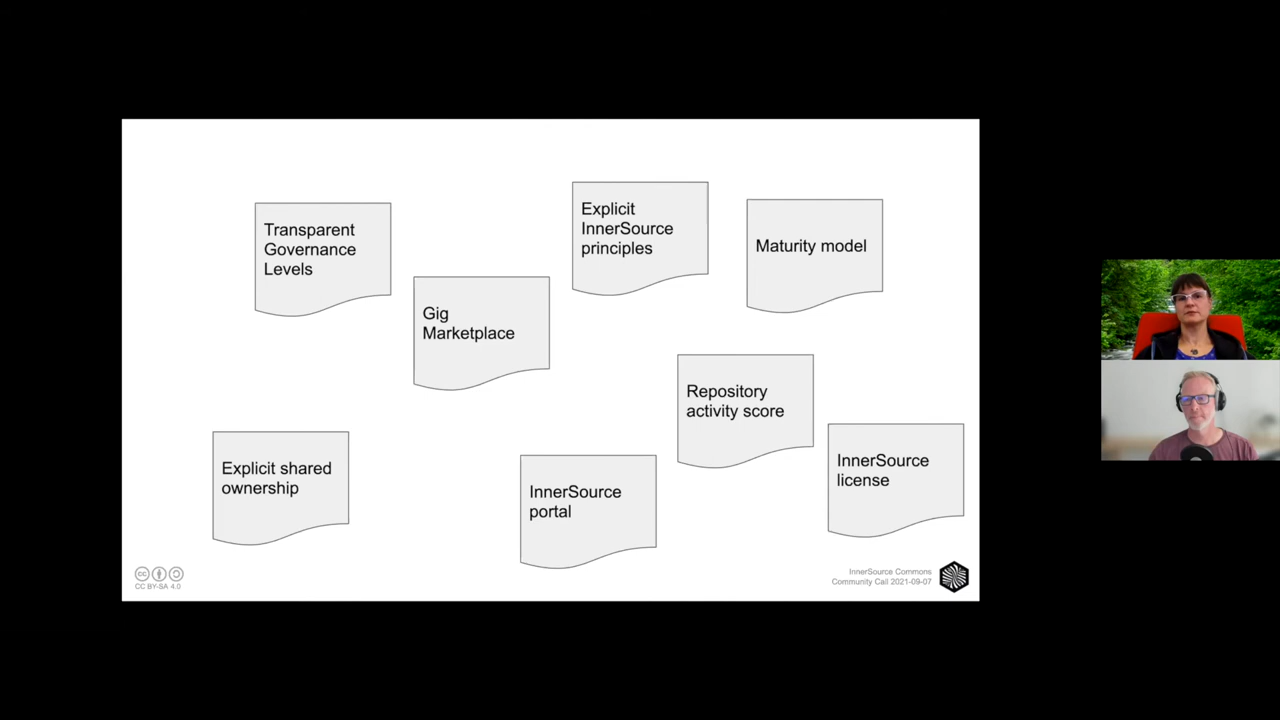 Transparent
Governance
Levels
Gig
Marketplace
Explicit
InnerSource
principles
Maturity model
Repository
activity score
Explicit shared
ownership
InnerSource
portal
InnerSource
license
CC BY-SA 4.0
InnerSource Commons
Community Call 2021-09-07